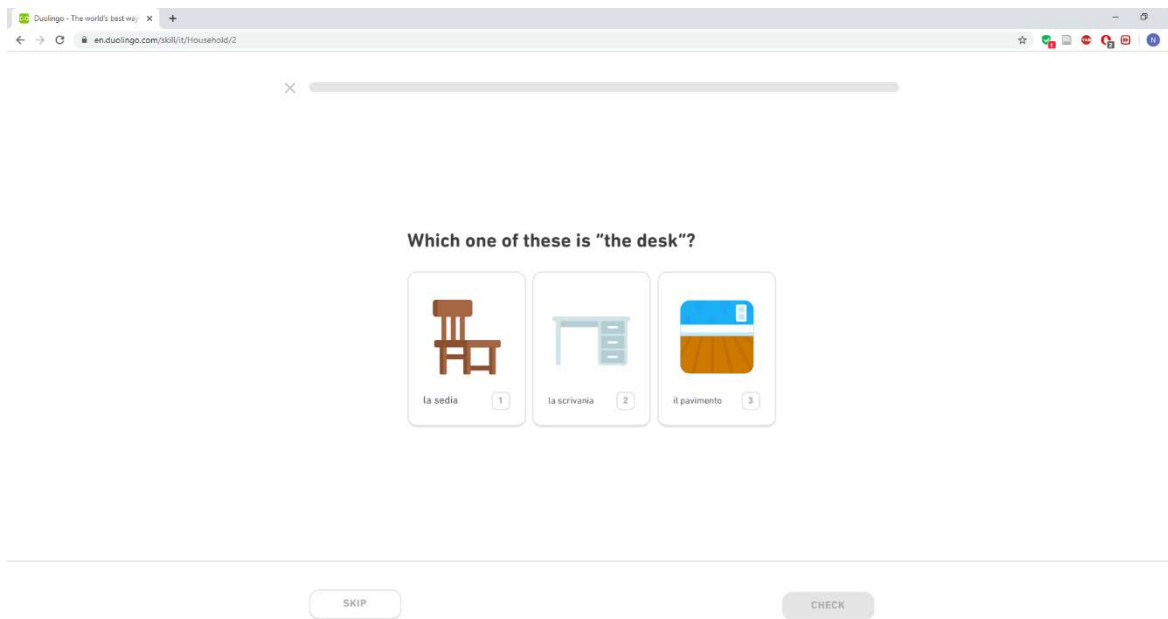 Duolingo - The world's best way
en.duolingo.com/skill/it/Household/2
N
Which one of these is "the desk"?
la sedia 1
la scrivania 2
il pavimento 3
SKIP
CHECK